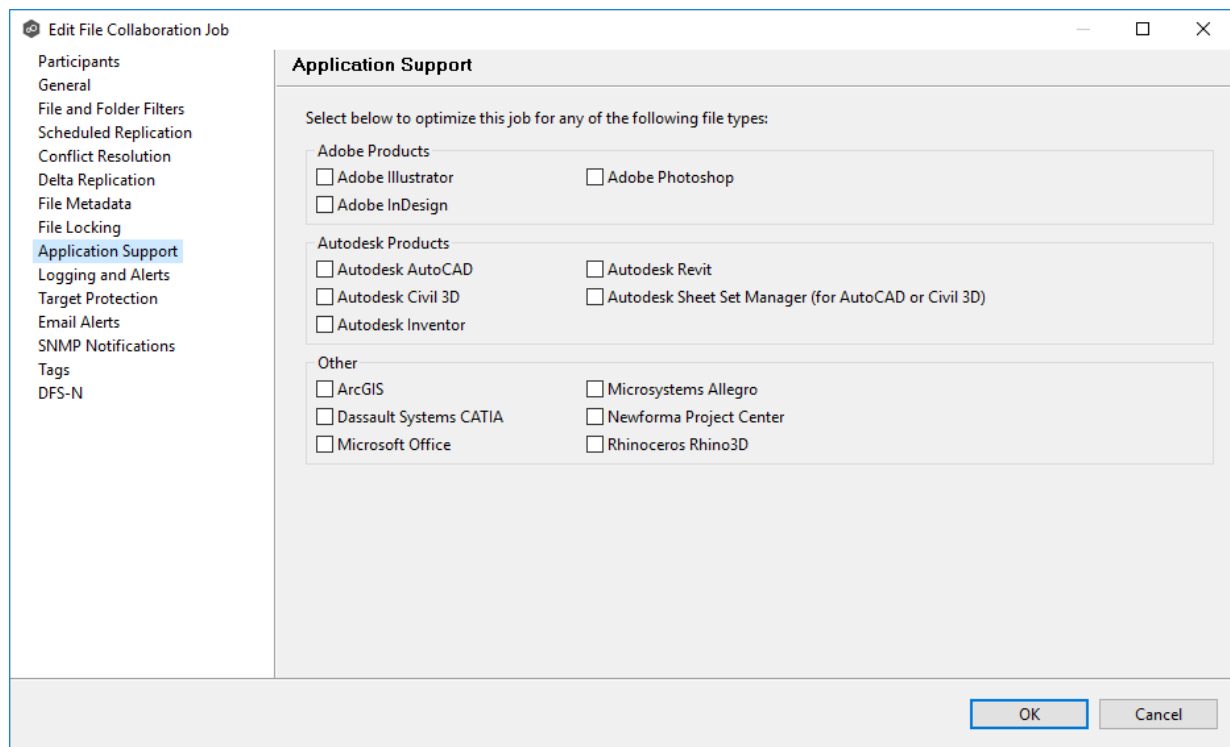 Edit File Collaboration Job
Participants
General
File and Folder Filters
Scheduled Replication
Conflict Resolution
Delta Replication
File Metadata
File Locking
Application Support
Logging and Alerts
Target Protection
Email Alerts
SNMP Notifications
Tags
DFS-N
Application Support
Select below to optimize this job for any of the following file types:
Adobe Products
Adobe Illustrator
Adobe Photoshop
Adobe InDesign
Autodesk Products
Autodesk AutoCAD
Autodesk Revit
Autodesk Civil 3D
Autodesk Sheet Set Manager (for AutoCAD or Civil 3D)
Autodesk Inventor
Other
ArcGIS
Microsystems Allegro
Dassault Systems CATIA
Newforma Project Center
Microsoft Office
Rhinoceros Rhino3D
OK
Cancel